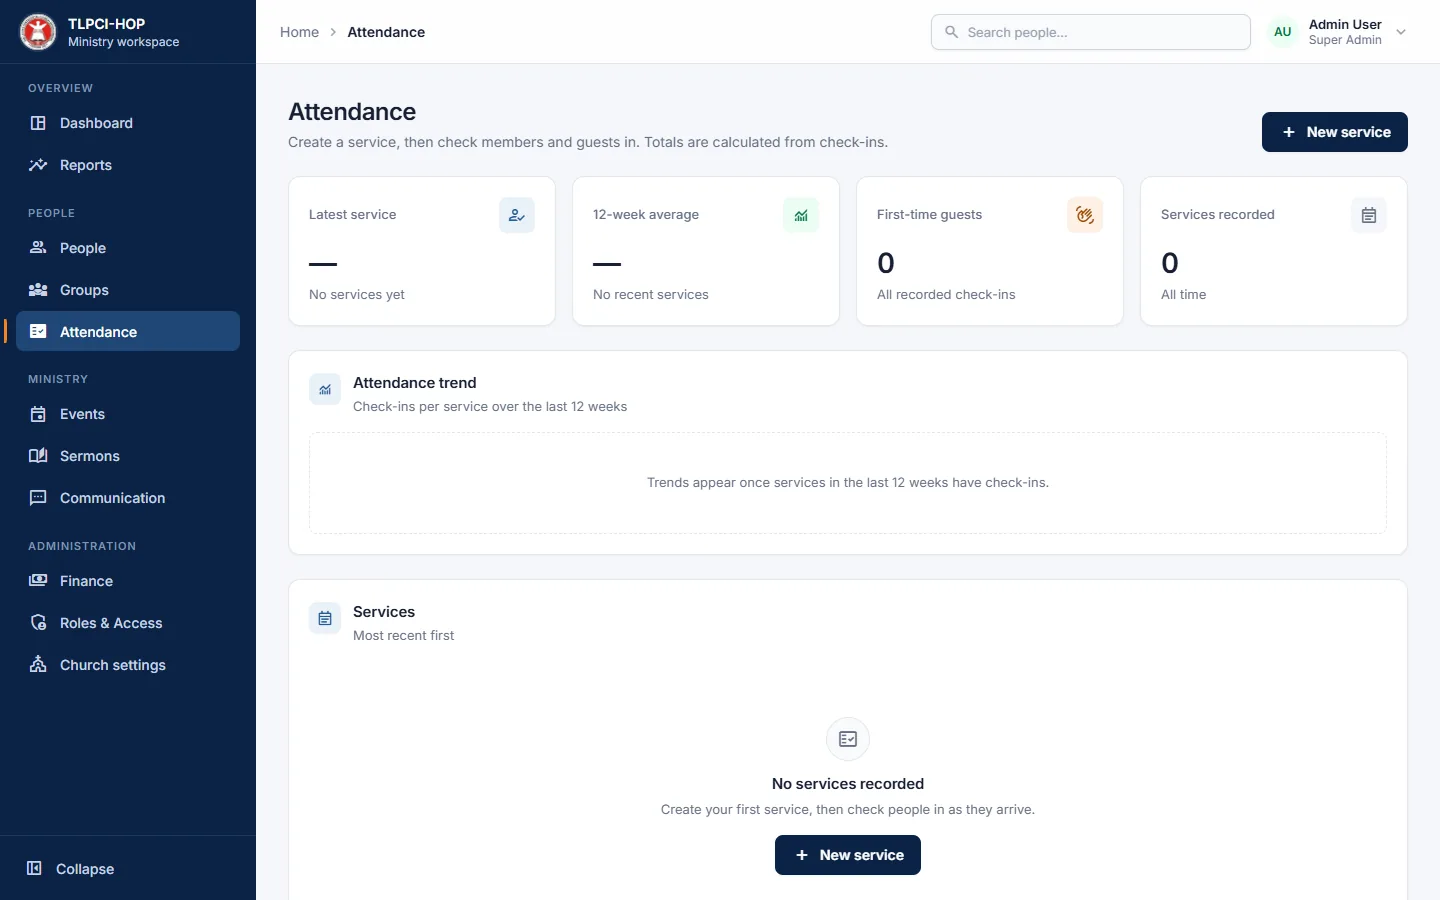 TLPCI-HOP
Ministry workspace
OVERVIEW
Dashboard
Reports
PEOPLE
People
Groups
Attendance
MINISTRY
Events
Sermons
Communication
ADMINISTRATION
Finance
Roles & Access
Church settings
Collapse
Home > Attendance
Search people...
AU
Admin User
Super Admin
Attendance
Create a service, then check members and guests in. Totals are calculated from check-ins.
+ New service
Latest service
—
No services yet
12-week average
—
No recent services
First-time guests
0
All recorded check-ins
Services recorded
0
All time
Attendance trend
Check-ins per service over the last 12 weeks
Trends appear once services in the last 12 weeks have check-ins.
Services
Most recent first
No services recorded
Create your first service, then check people in as they arrive.
+ New service